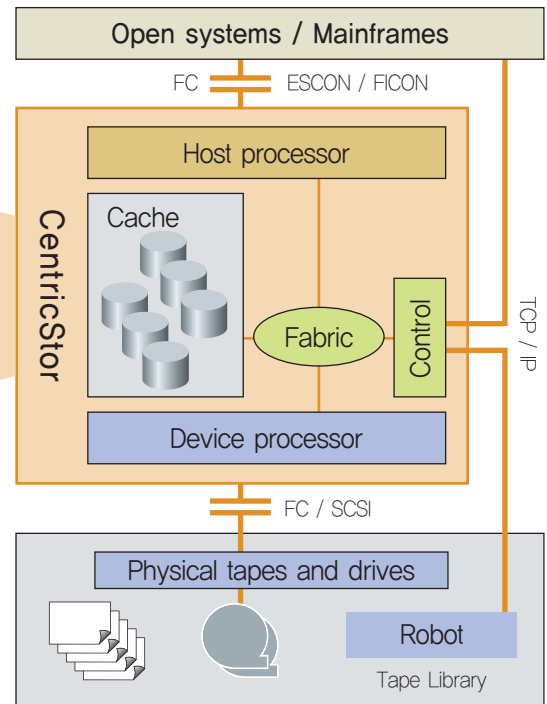 Open systems / Mainframes
FC
ESCON / FICON
CentricStor
Host processor
Cache
Fabric
Control
TCP / IP
Device processor
FC / SCSI
Physical tapes and drives
Robot
Tape Library